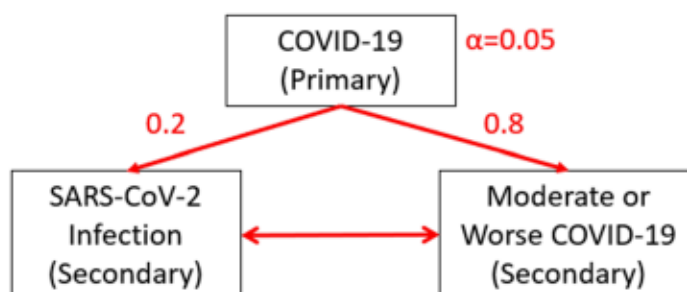 COVID-19
(Primary)
α=0.05
0.2
0.8
SARS-CoV-2
Infection
(Secondary)
Moderate or
Worse COVID-19
(Secondary)